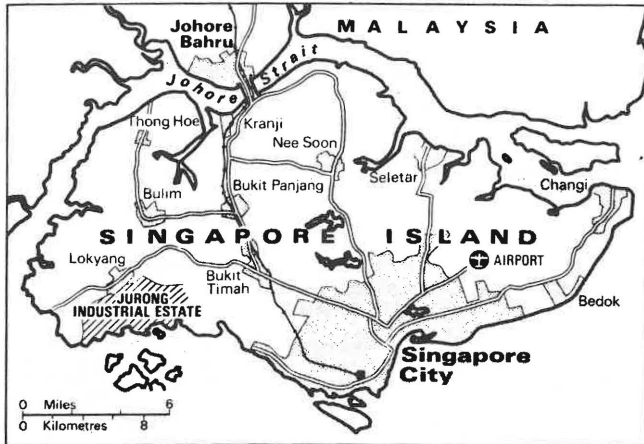 Johore
Bahru
MALAYSIA
Johore Strait
Thong Hoe
Kranji
Nee Soon
Seletar
Changi
Bulim
Bukit Panjang
SINGAPORE ISLAND
Lokyang
AIRPORT
Bukit
Timah
JURONG
INDUSTRIAL ESTATE
Bedok
Singapore
City
0 Miles 6
0 Kilometres 8